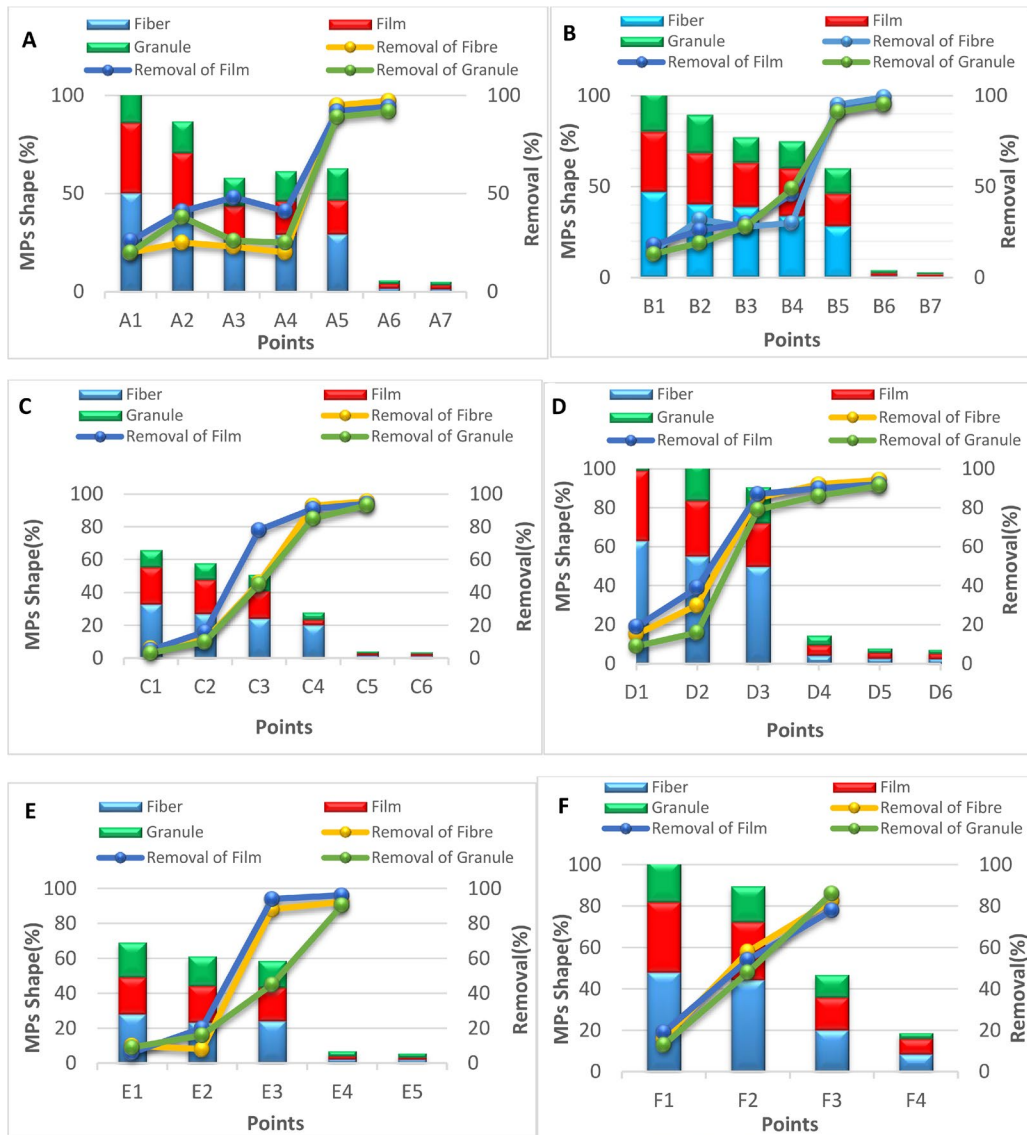 A
Fiber Film
Granule Removal of Fibre
Removal of Film Removal of Granule
MPs Shape (%)
Removal (%)
100 100
50 50
0 0
A1 A2 A3 A4 A5 A6 A7
Points
B
Fiber Film
Granule Removal of Fibre
Removal of Film Removal of Granule
MPs Shape (%)
Removal (%)
100 100
50 50
0 0
B1 B2 B3 B4 B5 B6 B7
Points
C
Fiber Film
Granule Removal of Fibre
Removal of Film Removal of Granule
MPs Shape(%)
Removal(%)
100 100
80 80
60 60
40 40
20 20
0 0
C1 C2 C3 C4 C5 C6
Points
D
Fiber Film
Granule Removal of Fibre
Removal of Film Removal of Granule
MPs Shape(%)
Removal(%)
100 100
80 80
60 60
40 40
20 20
0 0
D1 D2 D3 D4 D5 D6
Points
E
Fiber Film
Granule Removal of Fibre
Removal of Film Removal of Granule
MPs Shape(%)
Removal(%)
100 100
80 80
60 60
40 40
20 20
0 0
E1 E2 E3 E4 E5
Points
F
Fiber Film
Granule Removal of Fibre
Removal of Film Removal of Granule
MPs Shape(%)
Removal(%)
100 100
80 80
60 60
40 40
20 20
0 0
F1 F2 F3 F4
Points